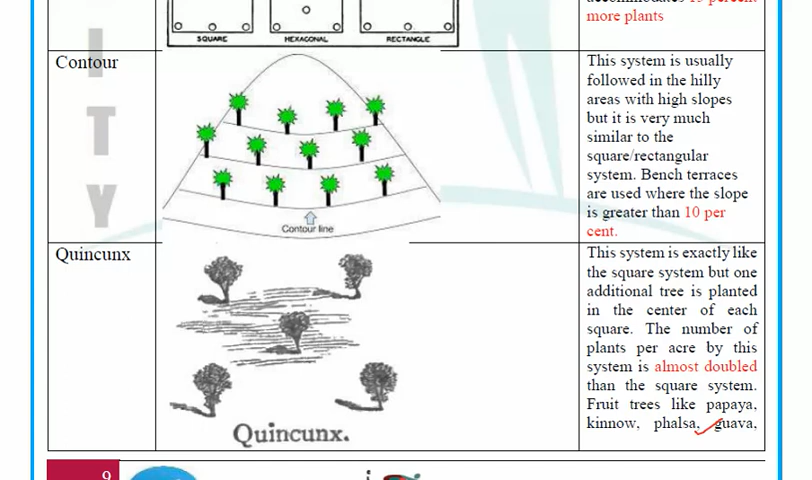 more plants
SQUARE
HEXAGONAL
RECTANGLE
Contour
Contour line
This system is usually
followed in the hilly
areas with high slopes
but it is very much
similar to the
square/rectangular
system. Bench terraces
are used where the slope
is greater than 10 per
cent.
Quincunx
Quincunx.
This system is exactly like
the square system but one
additional tree is planted
in the center of each
square. The number of
plants per acre by this
system is almost doubled
than the square system.
Fruit trees like papaya,
kinnow, phalsa, guava,
I
T
Y